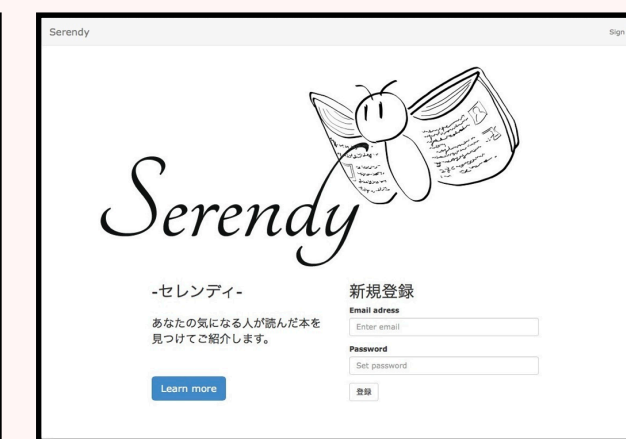 Serendy
Sign
Serendy
-セレンディ-
あなたの気になる人が読んだ本を
見つけてご紹介します。
Learn more
新規登録
Email adress
Enter email
Password
Set password
登録